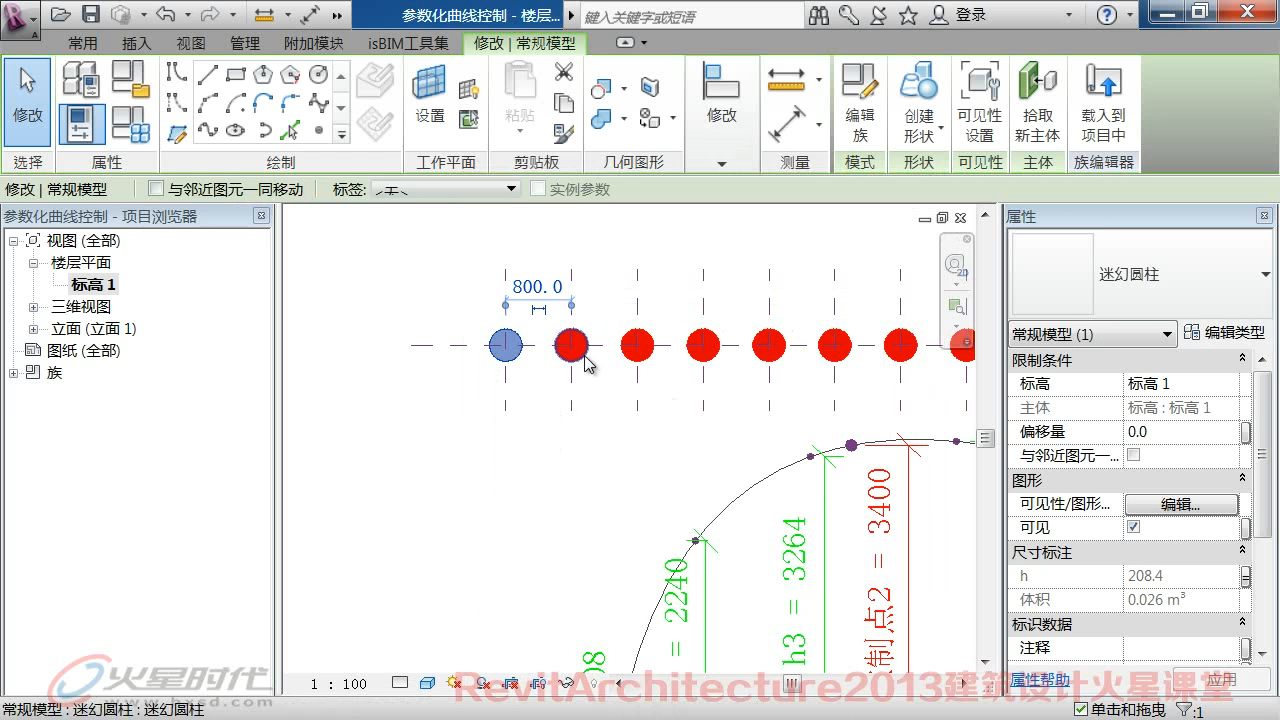 参数化曲线控制 - 楼层...
键入关键字或短语
登录
常用 插入 视图 管理 附加模块 isBIM工具集 修改 | 常规模型
修改 设置 粘贴 修改 编辑族 创建形状 可见性设置 拾取新主体 载入到项目中
选择 属性 绘制 工作平面 剪贴板 几何图形 测量 模式 形状 可见性 主体 族编辑器
修改 | 常规模型 与邻近图元一同移动 标签: 实例参数
参数化曲线控制 - 项目浏览器
视图 (全部)
楼层平面
标高 1
三维视图
立面 (立面 1)
图纸 (全部)
族
800.0
2D
= 2240
h3 = 3264
制点2 = 3400
属性
迷幻圆柱
常规模型 (1) 编辑类型
限制条件
标高 标高 1
主体 标高 : 标高 1
偏移量 0.0
与邻近图元一...
图形
可见性/图形... 编辑...
可见
尺寸标注
h 208.4
体积 0.026 m³
标识数据
注释
属性帮助 应用
1 : 100
RevitArchitecture2013建筑设计火星课堂
火星时代
常规模型 : 迷幻圆柱 : 迷幻圆柱
单击和拖曳 :1